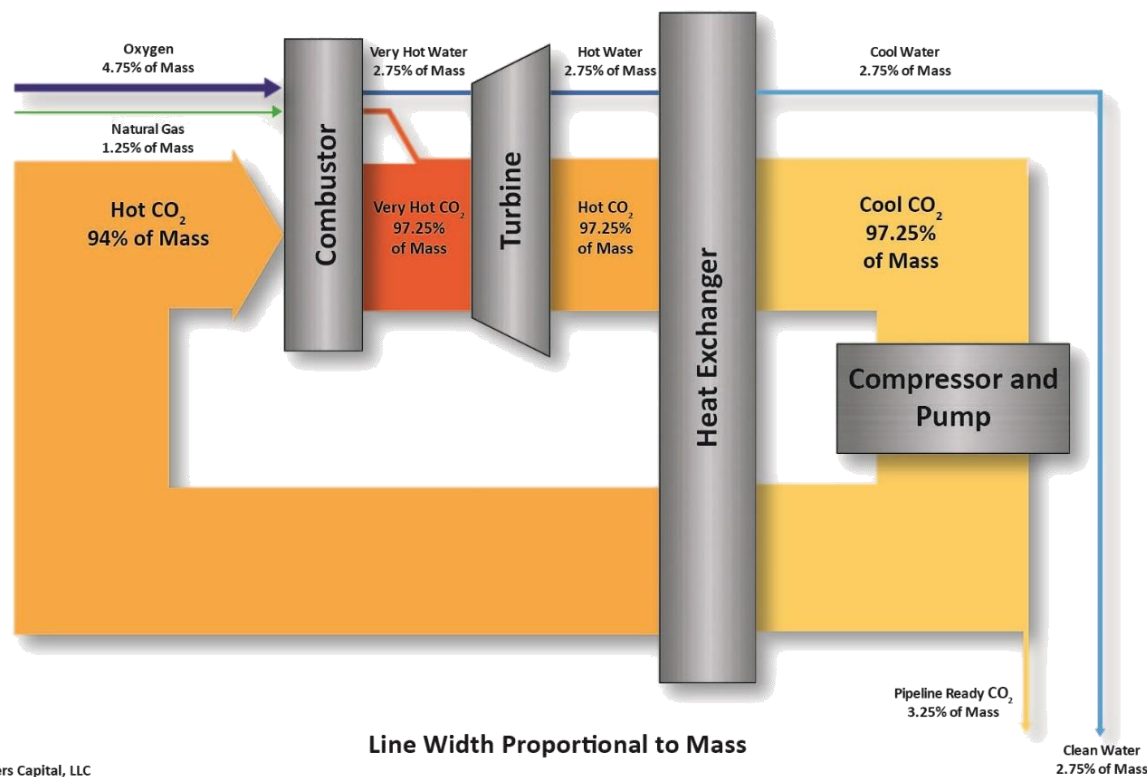 Oxygen
4.75% of Mass
Natural Gas
1.25% of Mass
Hot CO₂
94% of Mass
Combustor
Very Hot Water
2.75% of Mass
Very Hot CO₂
97.25%
of Mass
Turbine
Hot Water
2.75% of Mass
Hot CO₂
97.25%
of Mass
Heat Exchanger
Cool Water
2.75% of Mass
Cool CO₂
97.25%
of Mass
Compressor and
Pump
Pipeline Ready CO₂
3.25% of Mass
Clean Water
2.75% of Mass
Line Width Proportional to Mass
Capital, LLC